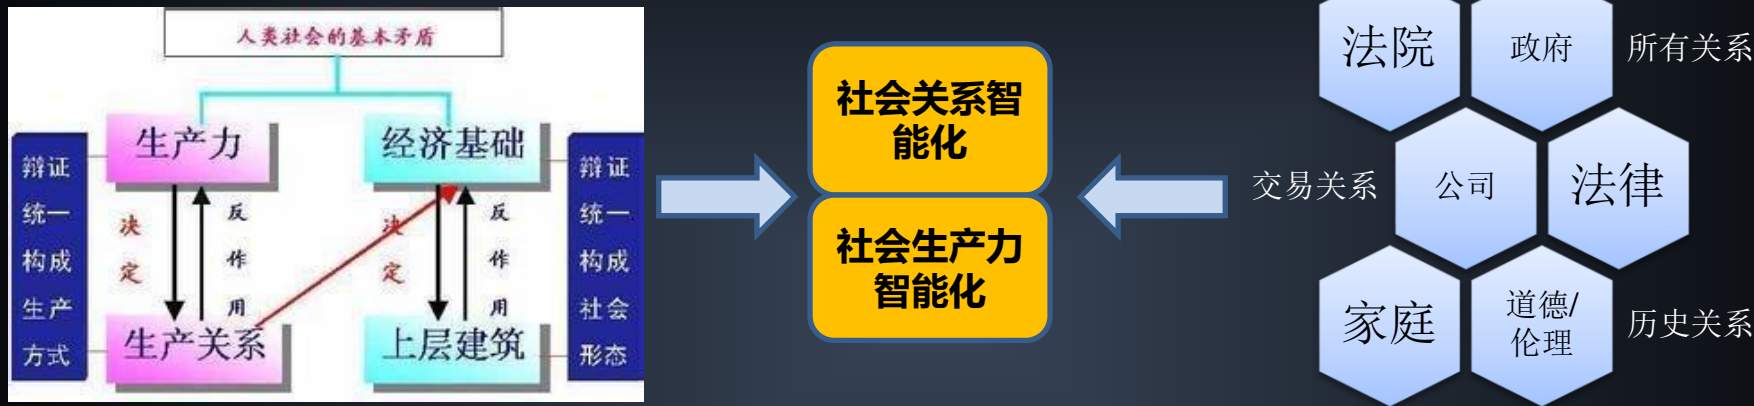 人类社会的基本矛盾
生产力
经济基础
辩证
统一
构成
生产
方式
决
定
反
作
用
决
定
反
作
用
辩证
统一
构成
社会
形态
生产关系
上层建筑
社会关系智
能化
社会生产力
智能化
法院
政府
所有关系
交易关系
公司
法律
家庭
道德/
伦理
历史关系